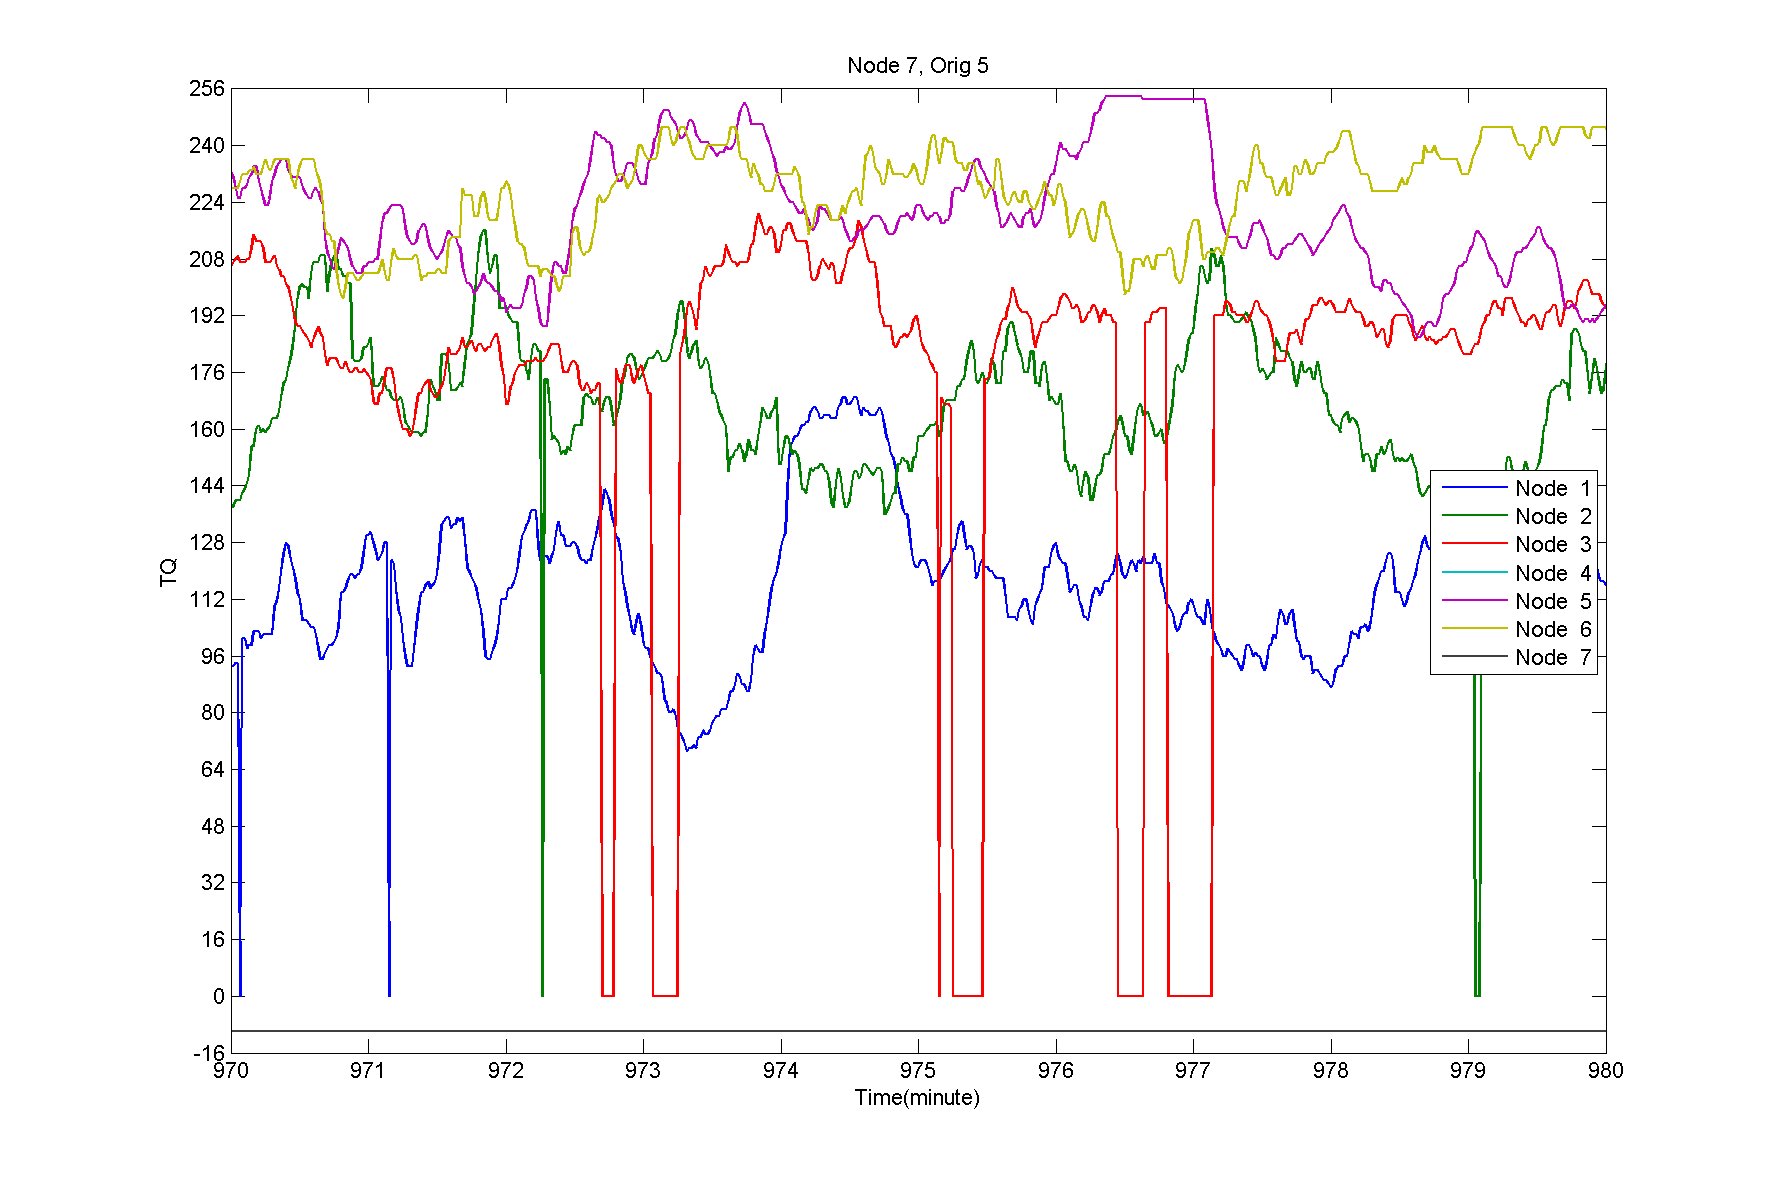 Node 7, Orig 5
256
240
224
208
192
176
160
144
128
112
96
80
64
48
32
16
0
-16
TQ
Node 1
Node 2
Node 3
Node 4
Node 5
Node 6
Node 7
970 971 972 973 974 975 976 977 978 979 980
Time(minute)